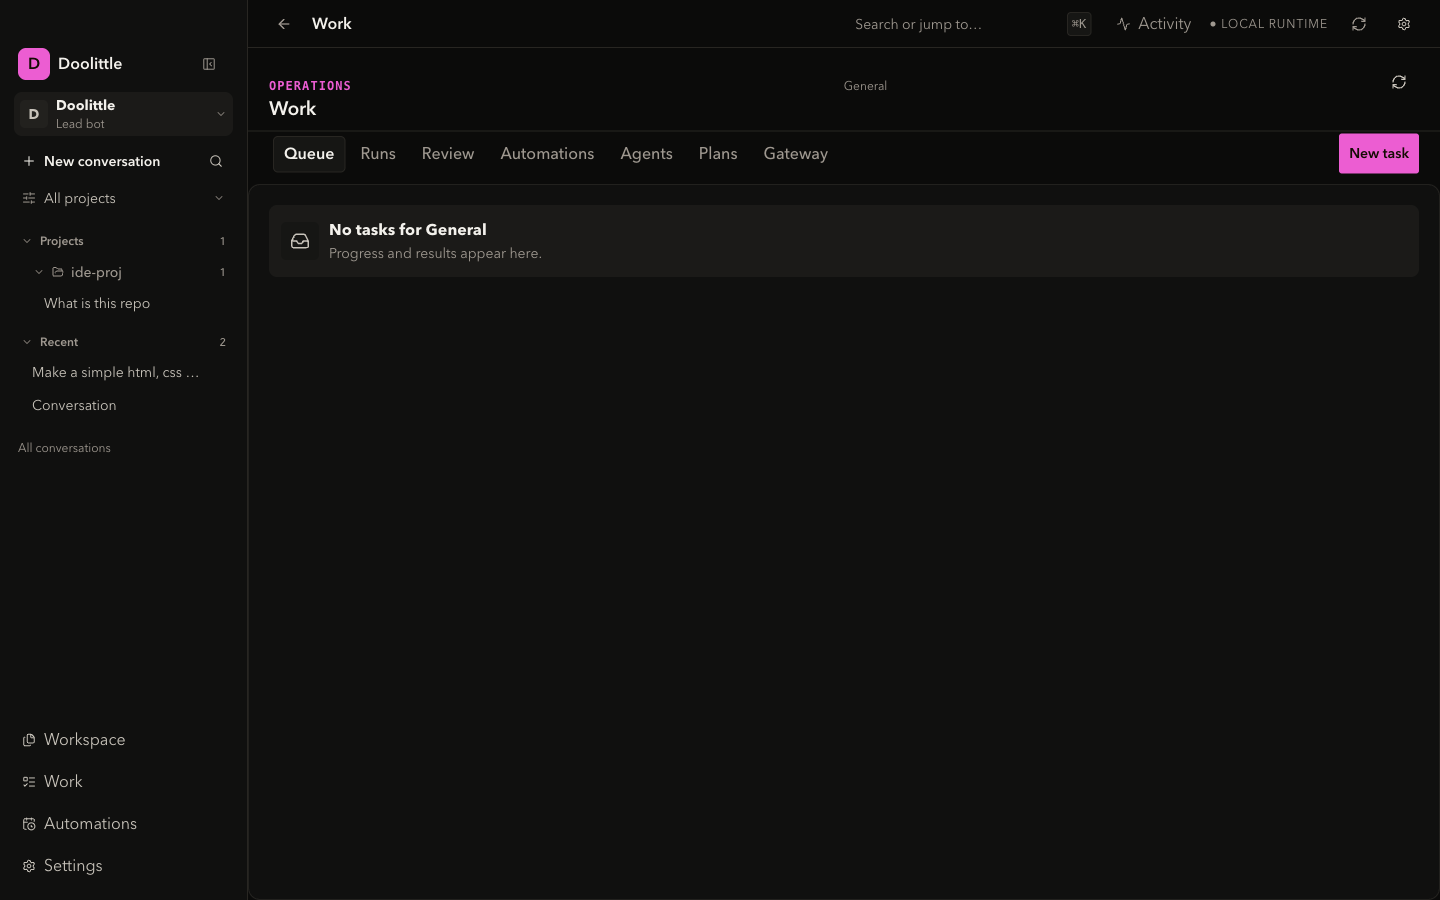 Work
Search or jump to…
⌘K
Activity
LOCAL RUNTIME
D
Doolittle
D
Doolittle
Lead bot
New conversation
All projects
Projects
1
ide-proj
1
What is this repo
Recent
2
Make a simple html, css …
Conversation
All conversations
Workspace
Work
Automations
Settings
OPERATIONS
Work
General
Queue
Runs
Review
Automations
Agents
Plans
Gateway
New task
No tasks for General
Progress and results appear here.